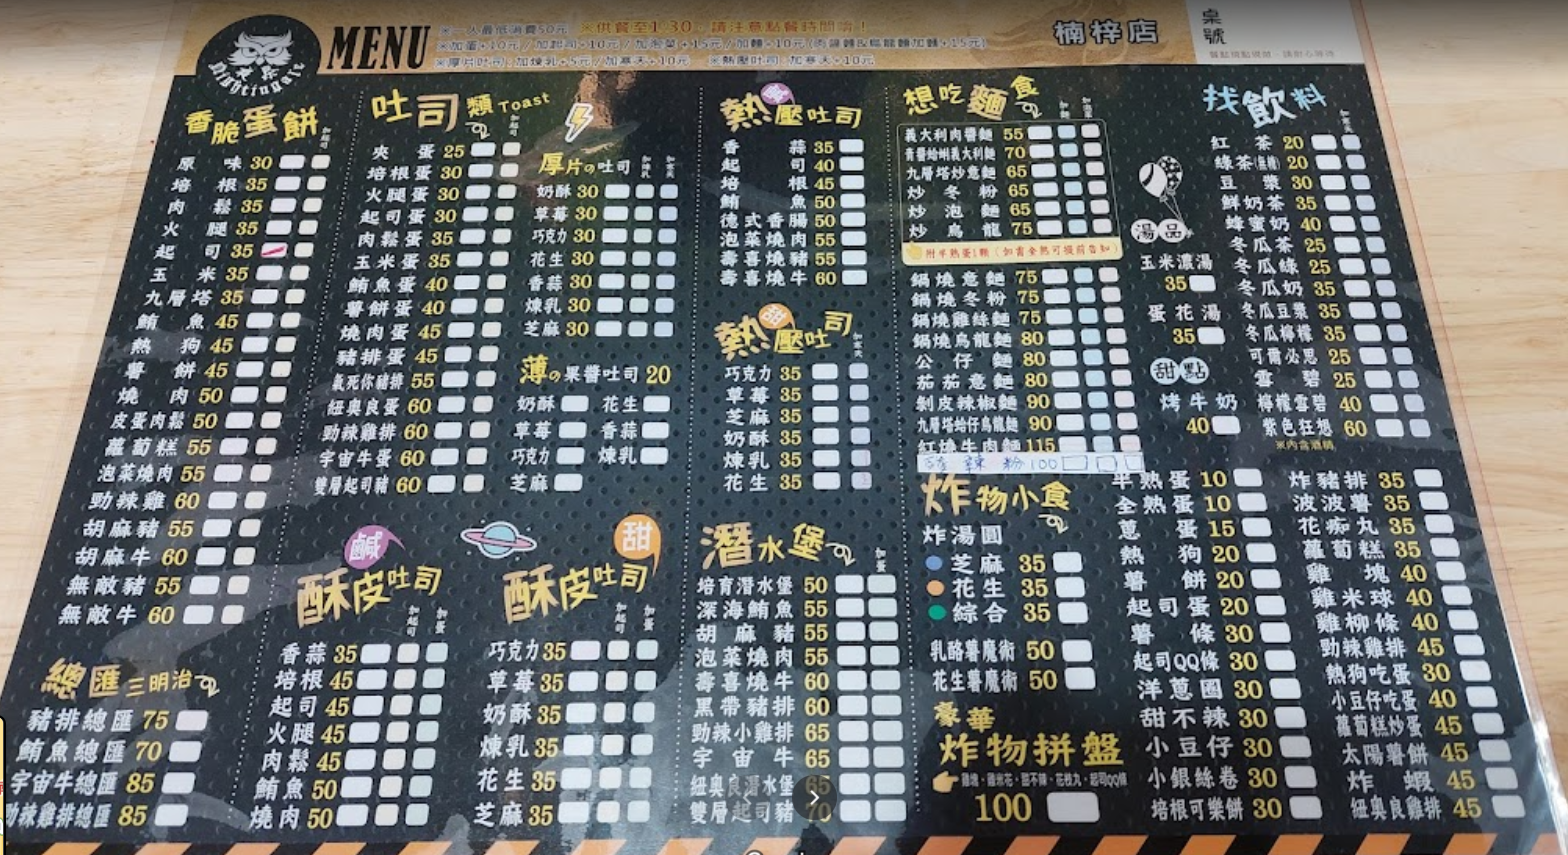 MENU
※一人最低消費50元 ※供餐至1:30,請注意點餐時間唷!
※加蛋+10元/加起司+10元/加泡菜+15元/加麵+10元(肉醬麵&烏龍麵加麵+15元)
※厚片吐司:加煉乳+5元/加寒天+10元 ※熱壓吐司:加寒天+10元
楠梓店
桌號
香脆蛋餅
加起司
原味 30
培根 35
肉鬆 35
火腿 35
起司 35
玉米 35
九層塔 35
鮪魚 45
熱狗 45
薯餅 45
燒肉 50
皮蛋肉鬆 50
蘿蔔糕 55
泡菜燒肉 55
勁辣雞 60
胡麻豬 55
胡麻牛 60
無敵豬 55
無敵牛 60
總匯三明治
豬排總匯 75
鮪魚總匯 70
宇宙牛總匯 85
勁辣雞排總匯 85
吐司類 Toast
加起司
夾蛋 25
培根蛋 30
火腿蛋 30
起司蛋 30
肉鬆蛋 35
玉米蛋 35
鮪魚蛋 40
薯餅蛋 40
燒肉蛋 45
豬排蛋 45
氣死你豬排 55
紐奧良蛋 60
勁辣雞排 60
宇宙牛蛋 60
雙層起司豬 60
厚片の吐司
奶酥 30
草莓 30
巧克力 30
花生 30
香蒜 30
煉乳 30
芝麻 30
薄の果醬吐司 20
奶酥 花生
草莓 香蒜
巧克力 煉乳
芝麻
鹹
酥皮吐司
加起司 加蛋
香蒜 35
培根 45
起司 45
火腿 45
肉鬆 45
鮪魚 50
燒肉 50
甜
酥皮吐司
加起司 加蛋
巧克力 35
草莓 35
奶酥 35
煉乳 35
花生 35
芝麻 35
熱壓吐司
香蒜 35
起司 40
培根 45
鮪魚 50
德式香腸 50
泡菜燒肉 55
壽喜燒豬 55
壽喜燒牛 60
甜
熱壓吐司
巧克力 35
草莓 35
芝麻 35
奶酥 35
煉乳 35
花生 35
潛水堡
加蛋
培育潛水堡 50
深海鮪魚 55
胡麻豬 55
泡菜燒肉 55
壽喜燒牛 60
黑帶豬排 60
勁辣小雞排 65
宇宙牛 65
紐奧良潛水堡 65
雙層起司豬 70
想吃麵食
義大利肉醬麵 55
青醬蛤蜊義大利麵 70
九層塔炒意麵 65
炒冬粉 65
炒泡麵 65
炒烏龍 75
附半熟蛋1顆(如需全熟可提前告知)
鍋燒意麵 75
鍋燒冬粉 75
鍋燒雞絲麵 75
鍋燒烏龍麵 80
公仔麵 80
茄茄意麵 80
剝皮辣椒麵 90
九層塔蛤仔烏龍麵 90
紅燒牛肉麵 115
辣粉 100
炸物小食
炸湯圓
芝麻 35
花生 35
綜合 35
乳酪薯魔術 50
花生薯魔術 50
豪華
炸物拼盤
100
湯品
玉米濃湯
35
蛋花湯
35
甜點
烤牛奶
40
找飲料
紅茶 20
綠茶(無糖) 20
豆漿 30
鮮奶茶 35
蜂蜜奶 40
冬瓜茶 25
冬瓜綠 25
冬瓜奶 35
冬瓜豆漿 35
冬瓜檸檬 35
可爾必思 25
雪碧 25
檸檬雪碧 40
紫色狂想 60
※內含酒精
半熟蛋 10
全熟蛋 10
蔥蛋 15
熱狗 20
薯餅 20
起司蛋 20
薯條 30
起司QQ條 30
洋蔥圈 30
甜不辣 30
小豆仔 30
小銀絲卷 30
培根可樂餅 30
炸豬排 35
波波薯 35
花痴丸 35
蘿蔔糕 35
雞塊 40
雞米球 40
雞柳條 40
勁辣雞排 45
熱狗吃蛋 30
小豆仔吃蛋 40
蘿蔔糕炒蛋 45
太陽薯餅 45
炸蝦 45
紐奧良雞排 45